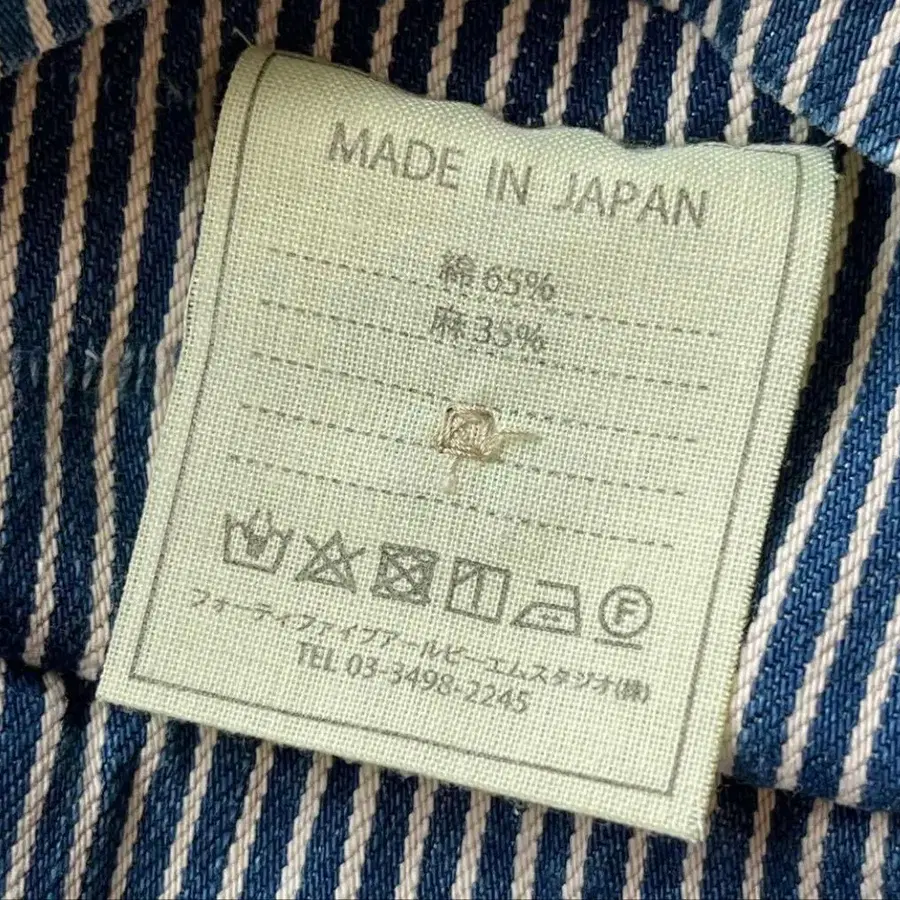 MADE IN JAPAN
綿 65%
麻 35%
F
フォーティファイブアールピーエムスタジオ(株)
TEL 03-3498-2245